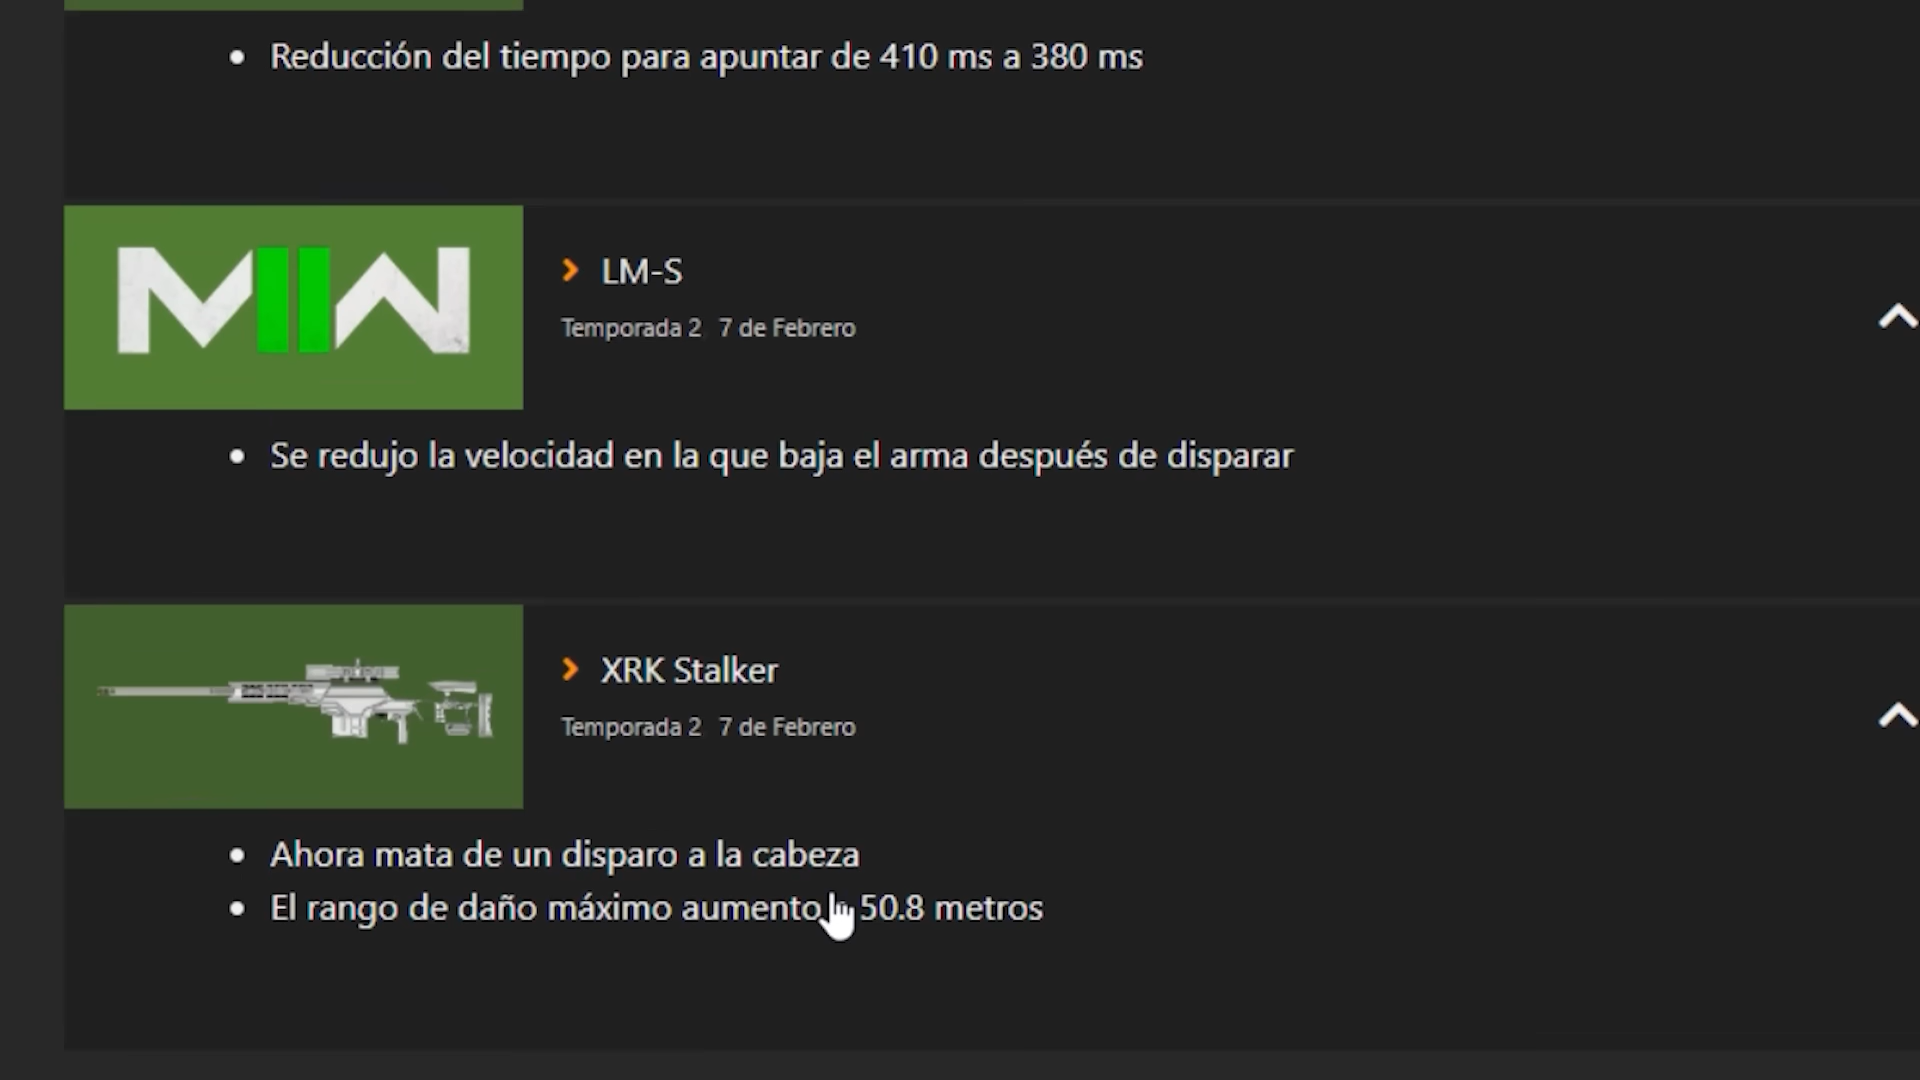 Reducción del tiempo para apuntar de 410 ms a 380 ms
MIIW
LM-S
Temporada 2 7 de Febrero
Se redujo la velocidad en la que baja el arma después de disparar
XRK Stalker
Temporada 2 7 de Febrero
Ahora mata de un disparo a la cabeza
El rango de daño máximo aumento 50.8 metros